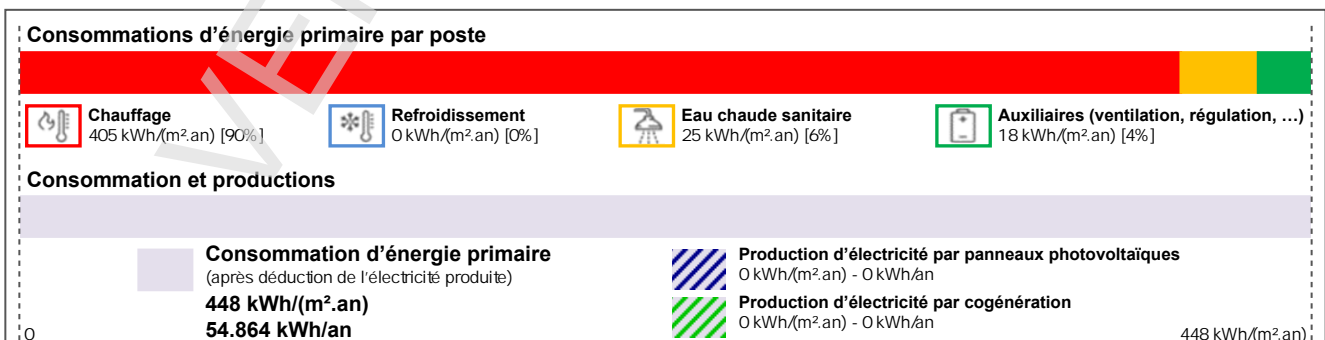 Consommations d'énergie primaire par poste
Chauffage
405 kWh/(m².an) [90%]
Refroidissement
0 kWh/(m².an) [0%]
Eau chaude sanitaire
25 kWh/(m².an) [6%]
Auxiliaires (ventilation, régulation, ...)
18 kWh/(m².an) [4%]
Consommation et productions
Consommation d'énergie primaire
(après déduction de l'électricité produite)
448 kWh/(m².an)
54.864 kWh/an
Production d'électricité par panneaux photovoltaïques
0 kWh/(m².an) - 0 kWh/an
Production d'électricité par cogénération
0 kWh/(m².an) - 0 kWh/an
0
448 kWh/(m².an)